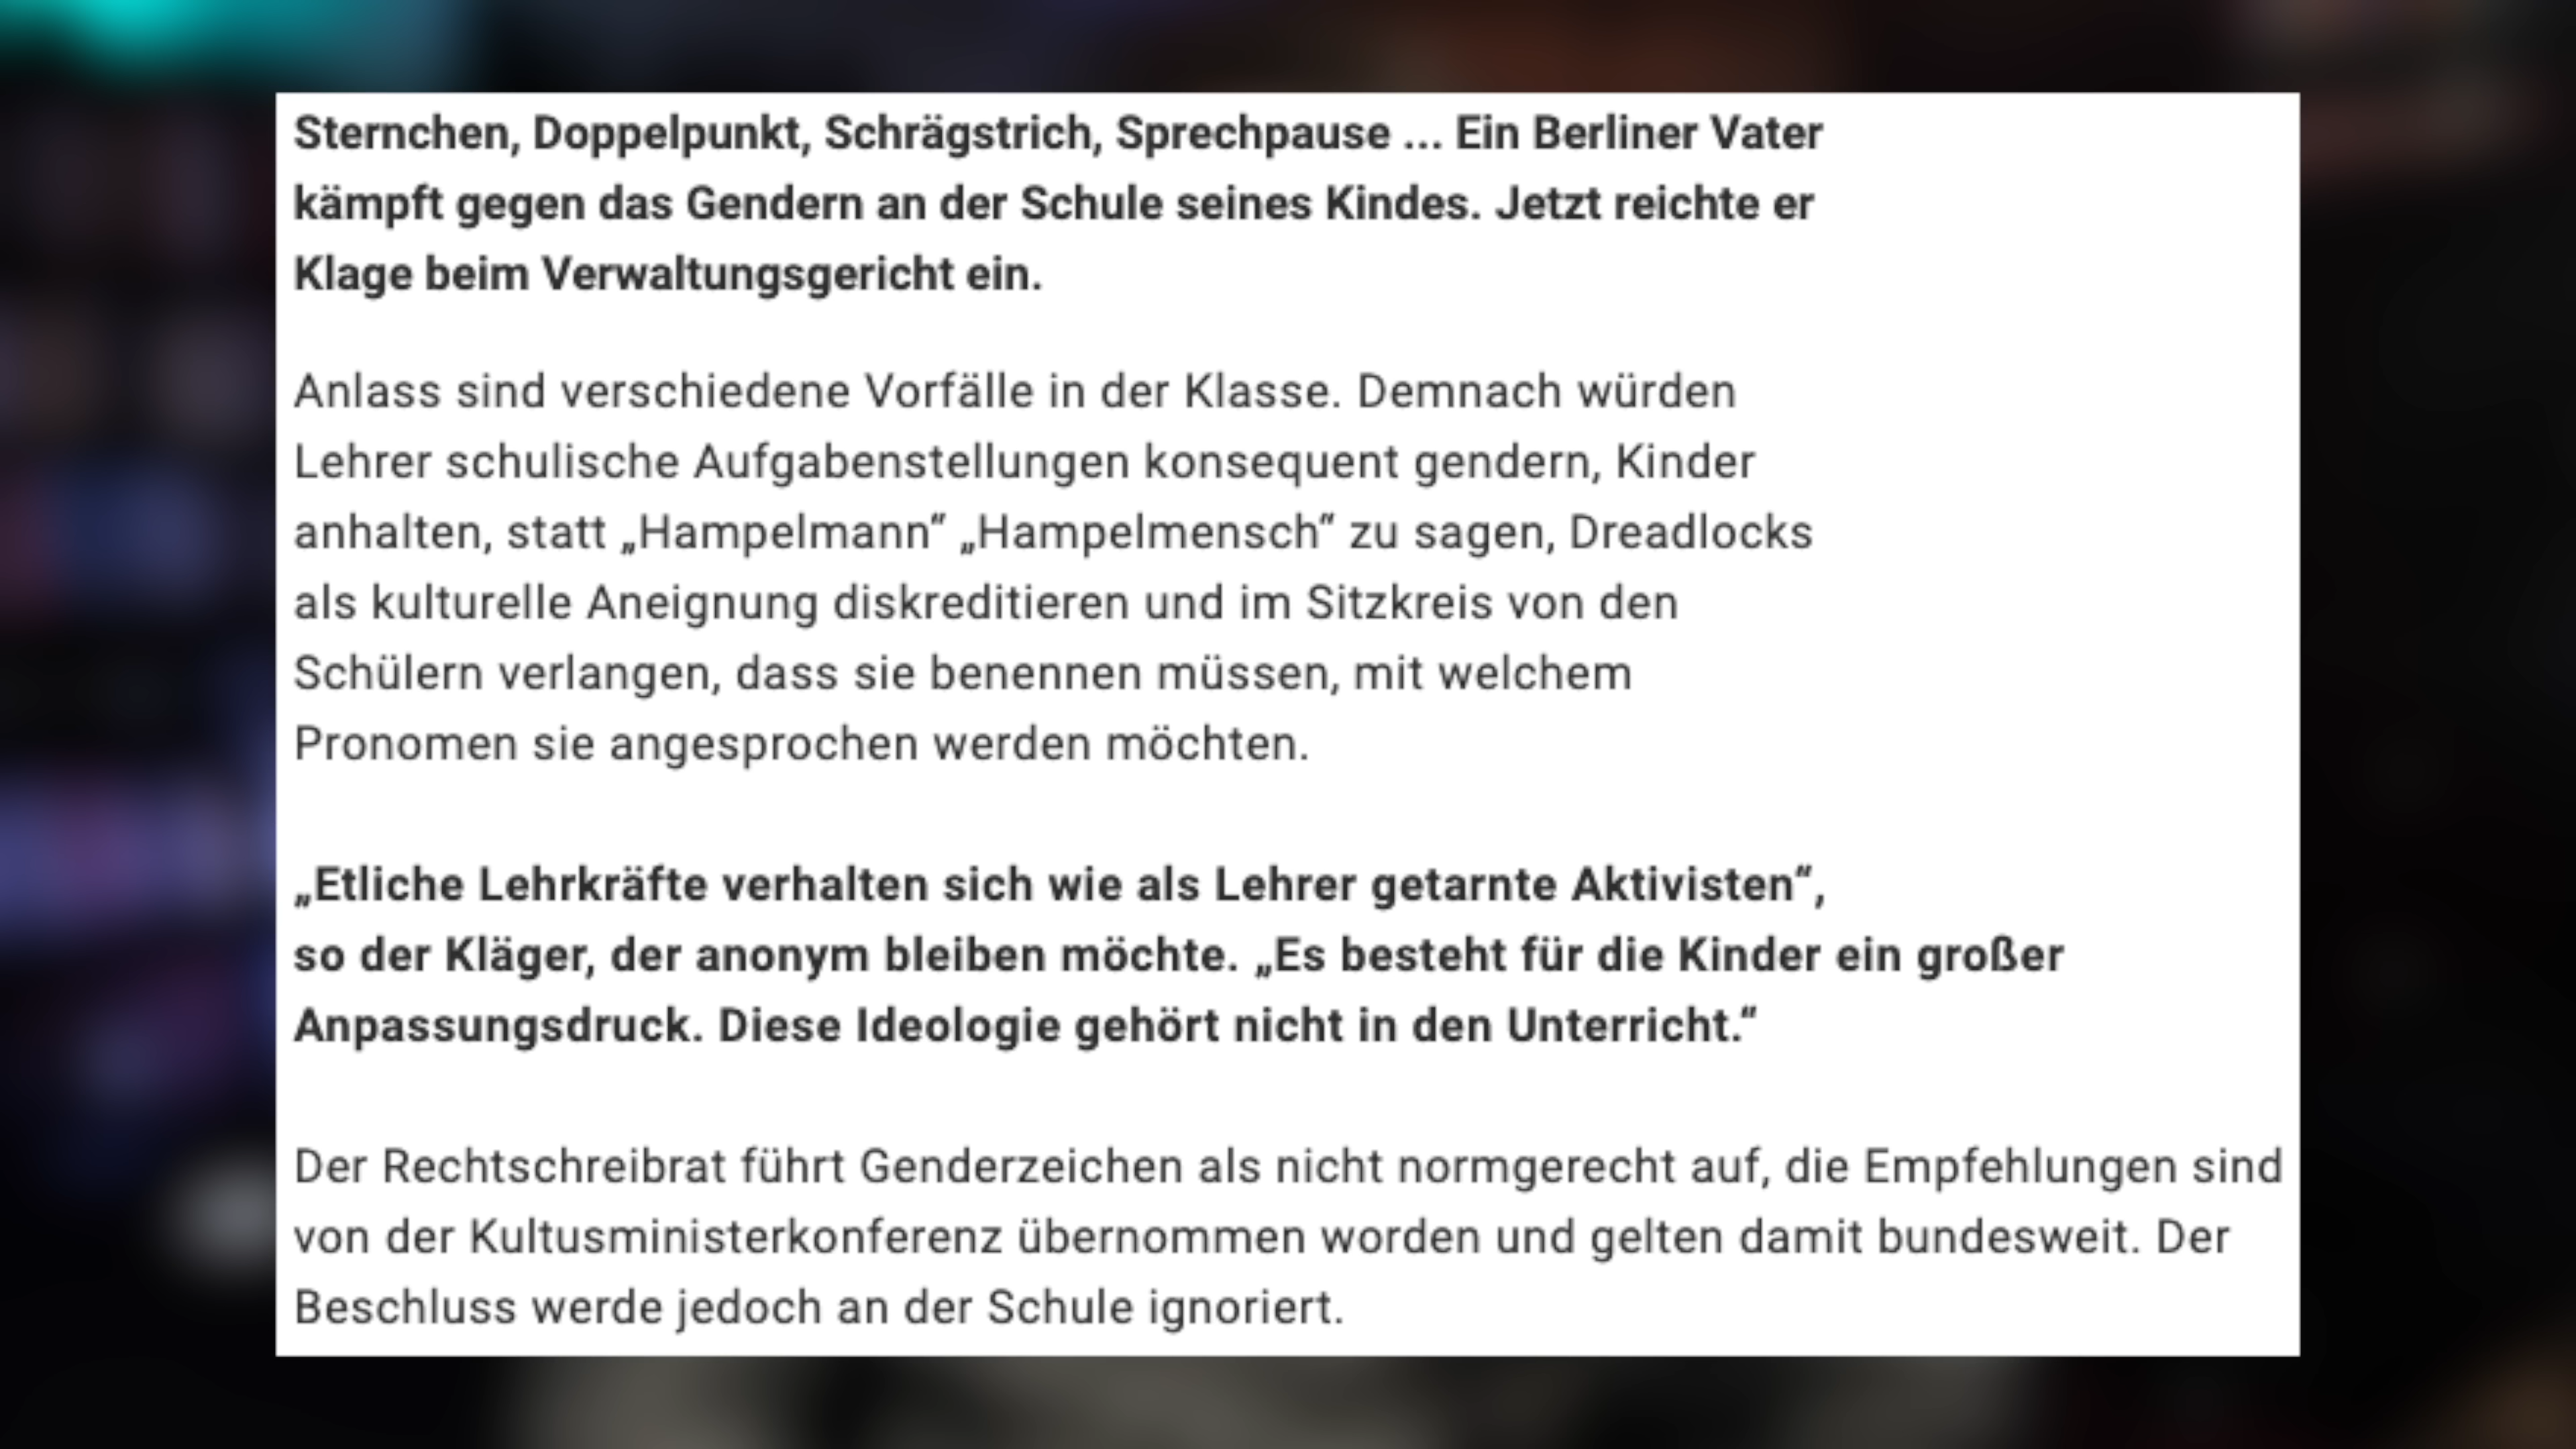 Sternchen, Doppelpunkt, Schrägstrich, Sprechpause ... Ein Berliner Vater
kämpft gegen das Gendern an der Schule seines Kindes. Jetzt reichte er
Klage beim Verwaltungsgericht ein.
Anlass sind verschiedene Vorfälle in der Klasse. Demnach würden
Lehrer schulische Aufgabenstellungen konsequent gendern, Kinder
anhalten, statt „Hampelmann“ „Hampelmensch“ zu sagen, Dreadlocks
als kulturelle Aneignung diskreditieren und im Sitzkreis von den
Schülern verlangen, dass sie benennen müssen, mit welchem
Pronomen sie angesprochen werden möchten.
„Etliche Lehrkräfte verhalten sich wie als Lehrer getarnte Aktivisten“,
so der Kläger, der anonym bleiben möchte. „Es besteht für die Kinder ein großer
Anpassungsdruck. Diese Ideologie gehört nicht in den Unterricht.“
Der Rechtschreibrat führt Genderzeichen als nicht normgerecht auf, die Empfehlungen sind
von der Kultusministerkonferenz übernommen worden und gelten damit bundesweit. Der
Beschluss werde jedoch an der Schule ignoriert.